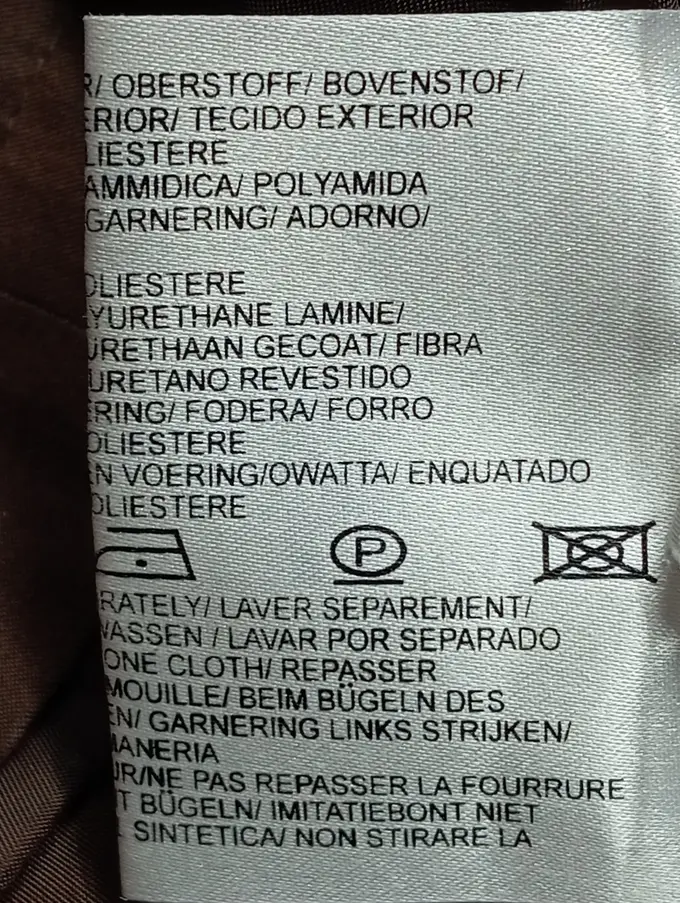 R/ OBERSTOFF/ BOVENSTOF/
ERIOR/ TECIDO EXTERIOR
LIESTERE
AMMIDICA/ POLYAMIDA
GARNERING/ ADORNO/
OLIESTERE
YURETHANE LAMINE/
URETHAAN GECOAT/ FIBRA
URETANO REVESTIDO
ERING/ FODERA/ FORRO
OLIESTERE
EN VOERING/OWATTA/ ENQUATADO
OLIESTERE
P
RATELY/ LAVER SEPAREMENT/
WASSEN / LAVAR POR SEPARADO
ONE CLOTH/ REPASSER
MOUILLE/ BEIM BÜGELN DES
EN/ GARNERING LINKS STRIJKEN/
MANERIA
UR/NE PAS REPASSER LA FOURRURE
T BÜGELN/ IMITATIEBONT NIET
SINTETICA/ NON STIRARE LA